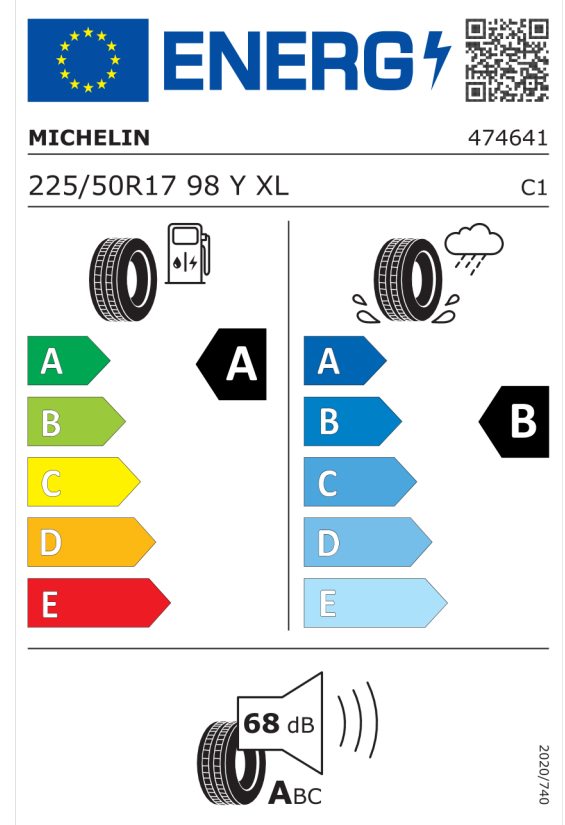 ENERG
MICHELIN 474641
225/50R17 98 Y XL C1
A A A
B B B
C C
D D
E E
68 dB
ABC
2020/740